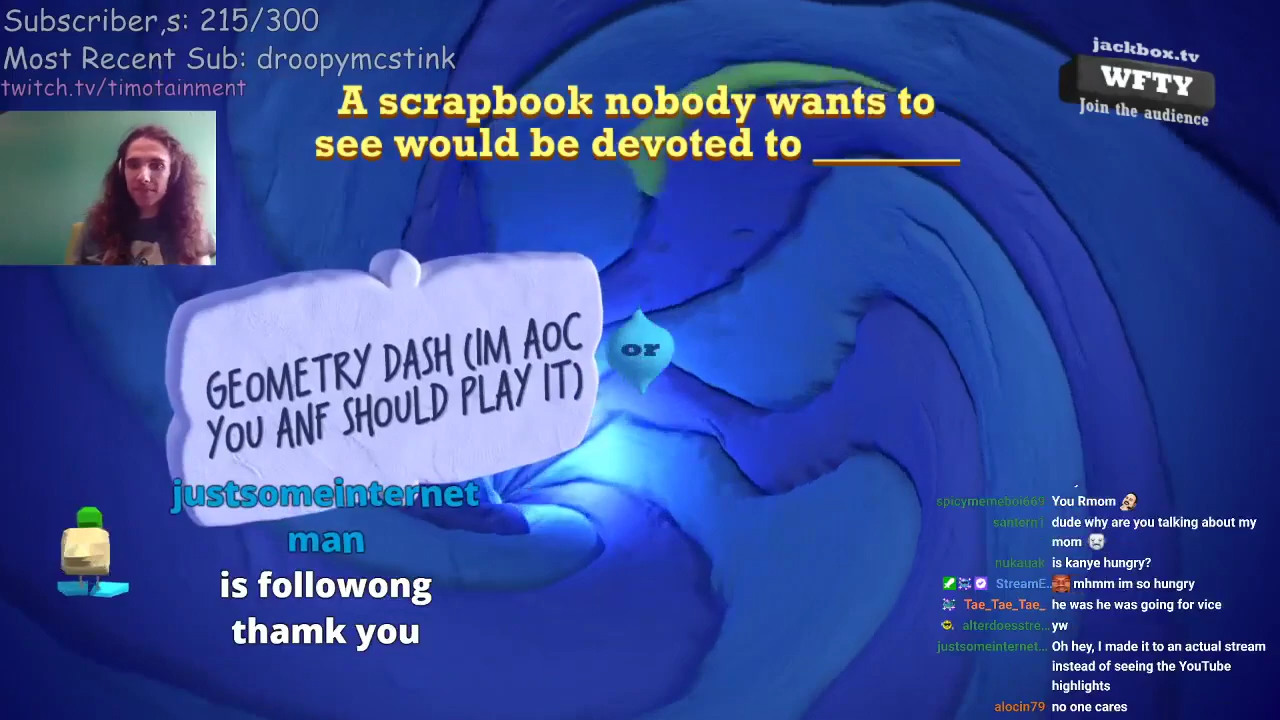 Subscriber,s: 215/300
Most Recent Sub: droopymcstink
twitch.tv/timotainment
jackbox.tv
WFTY
Join the audience
A scrapbook nobody wants to
see would be devoted to ________
GEOMETRY DASH (IM AOC
YOU ANF SHOULD PLAY IT)
or
justsomeinternet
man
is followong
thamk you
spicymemeboi669 You Rmom
santorn i dude why are you talking about my
mom
nukauak is kanye hungry?
StreamE... mhmm im so hungry
Tae_Tae_Tae_ he was he was going for vice
alterdoesstre... yw
justsomeinternet... Oh hey, I made it to an actual stream
instead of seeing the YouTube
highlights
alocin79 no one cares